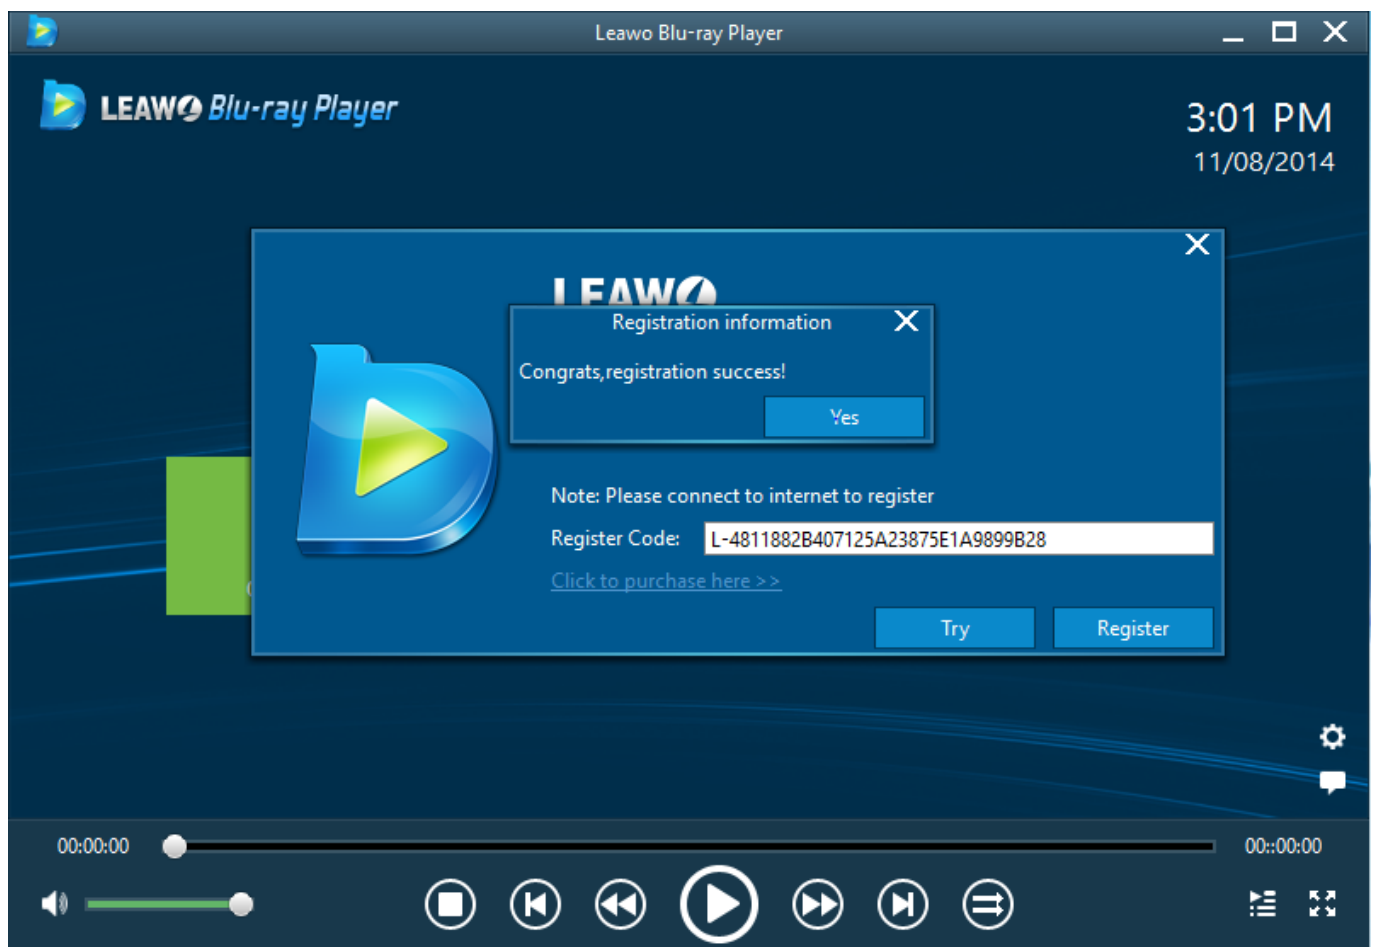 Leawo Blu-ray Player
LEAWO Blu-ray Player
3:01 PM
11/08/2014
LEAWO
Registration information
Congrats,registration success!
Yes
Note: Please connect to internet to register
Register Code: L-4811882B407125A23875E1A9899B28
Click to purchase here >>
Try Register
00:00:00 00::00:00